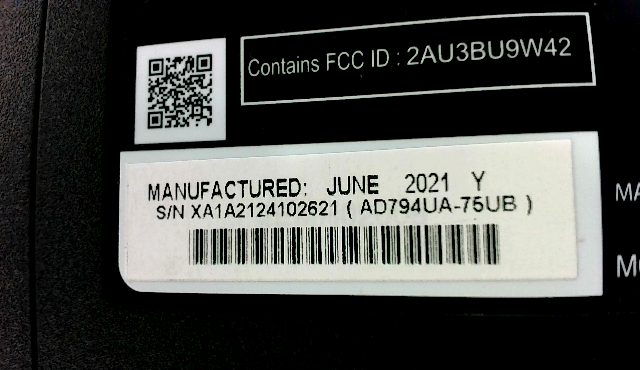 Contains FCC ID : 2AU3BU9W42
MANUFACTURED: JUNE 2021 Y
S/N XA1A2124102621 ( AD794UA-75UB )